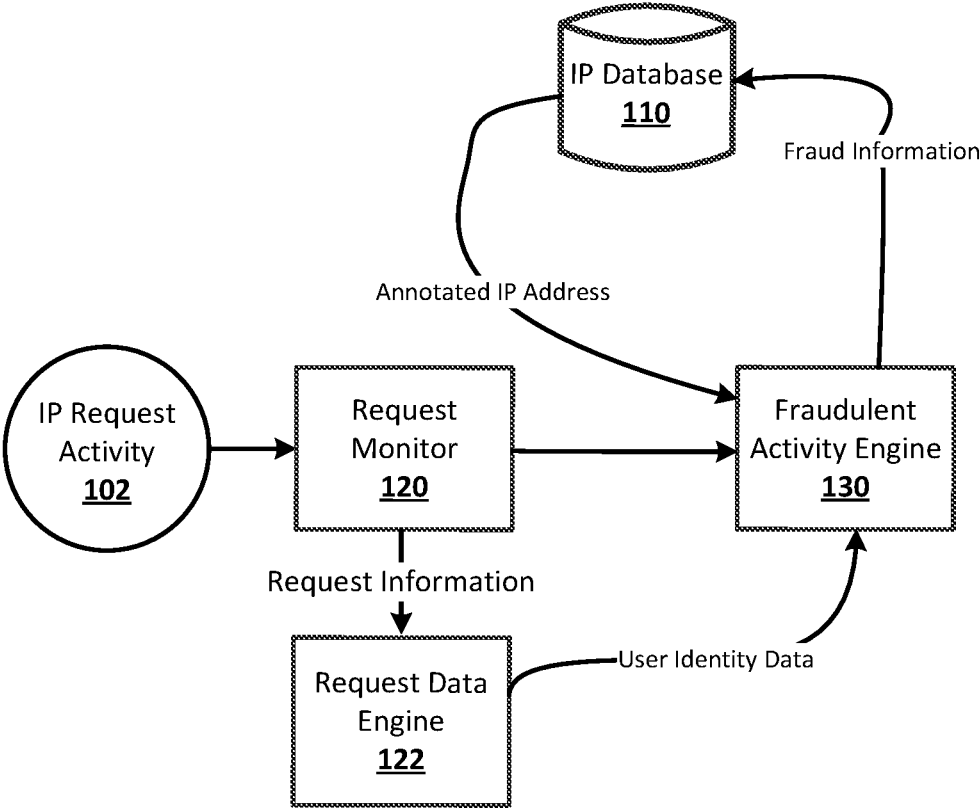 IP Database
110
Fraud Information
Annotated IP Address
IP Request
Activity
102
Request
Monitor
120
Fraudulent
Activity Engine
130
Request Information
Request Data
Engine
122
User Identity Data